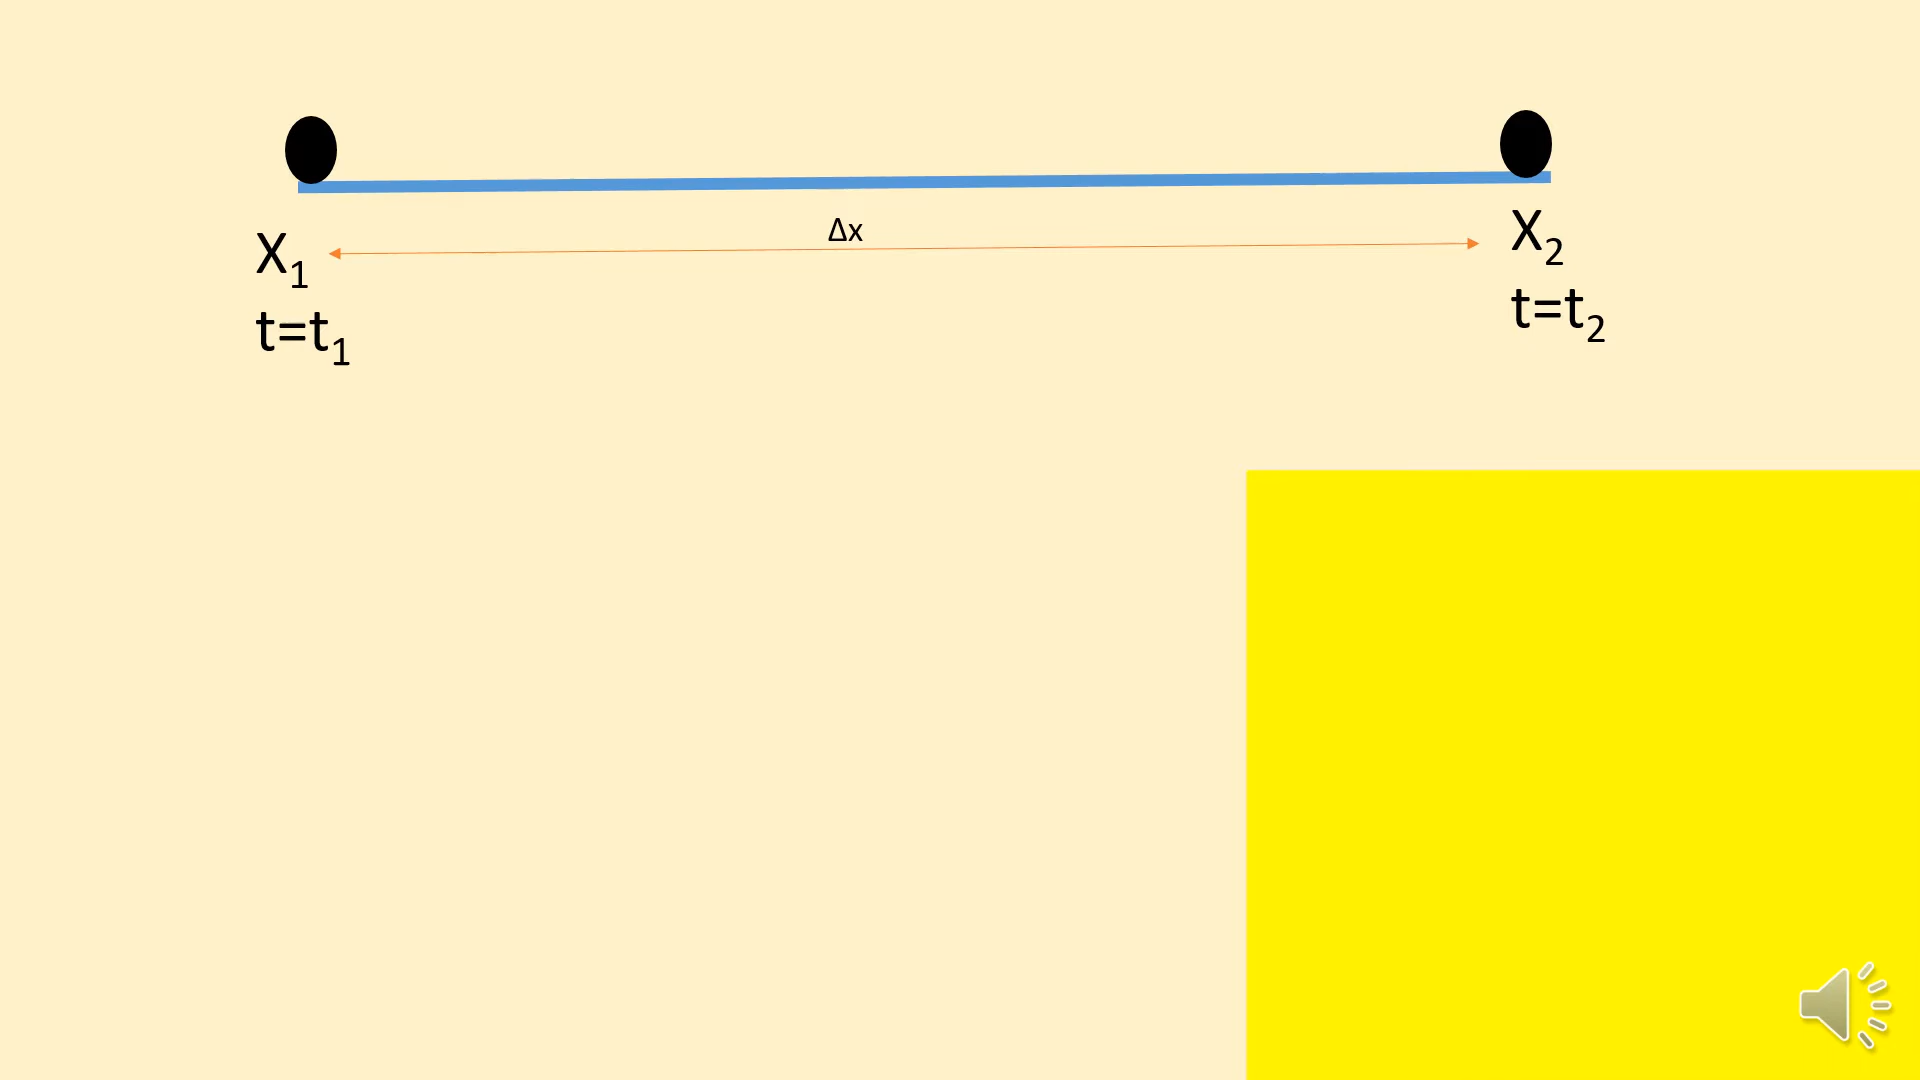 Δx
X₁
t=t₁
X₂
t=t₂